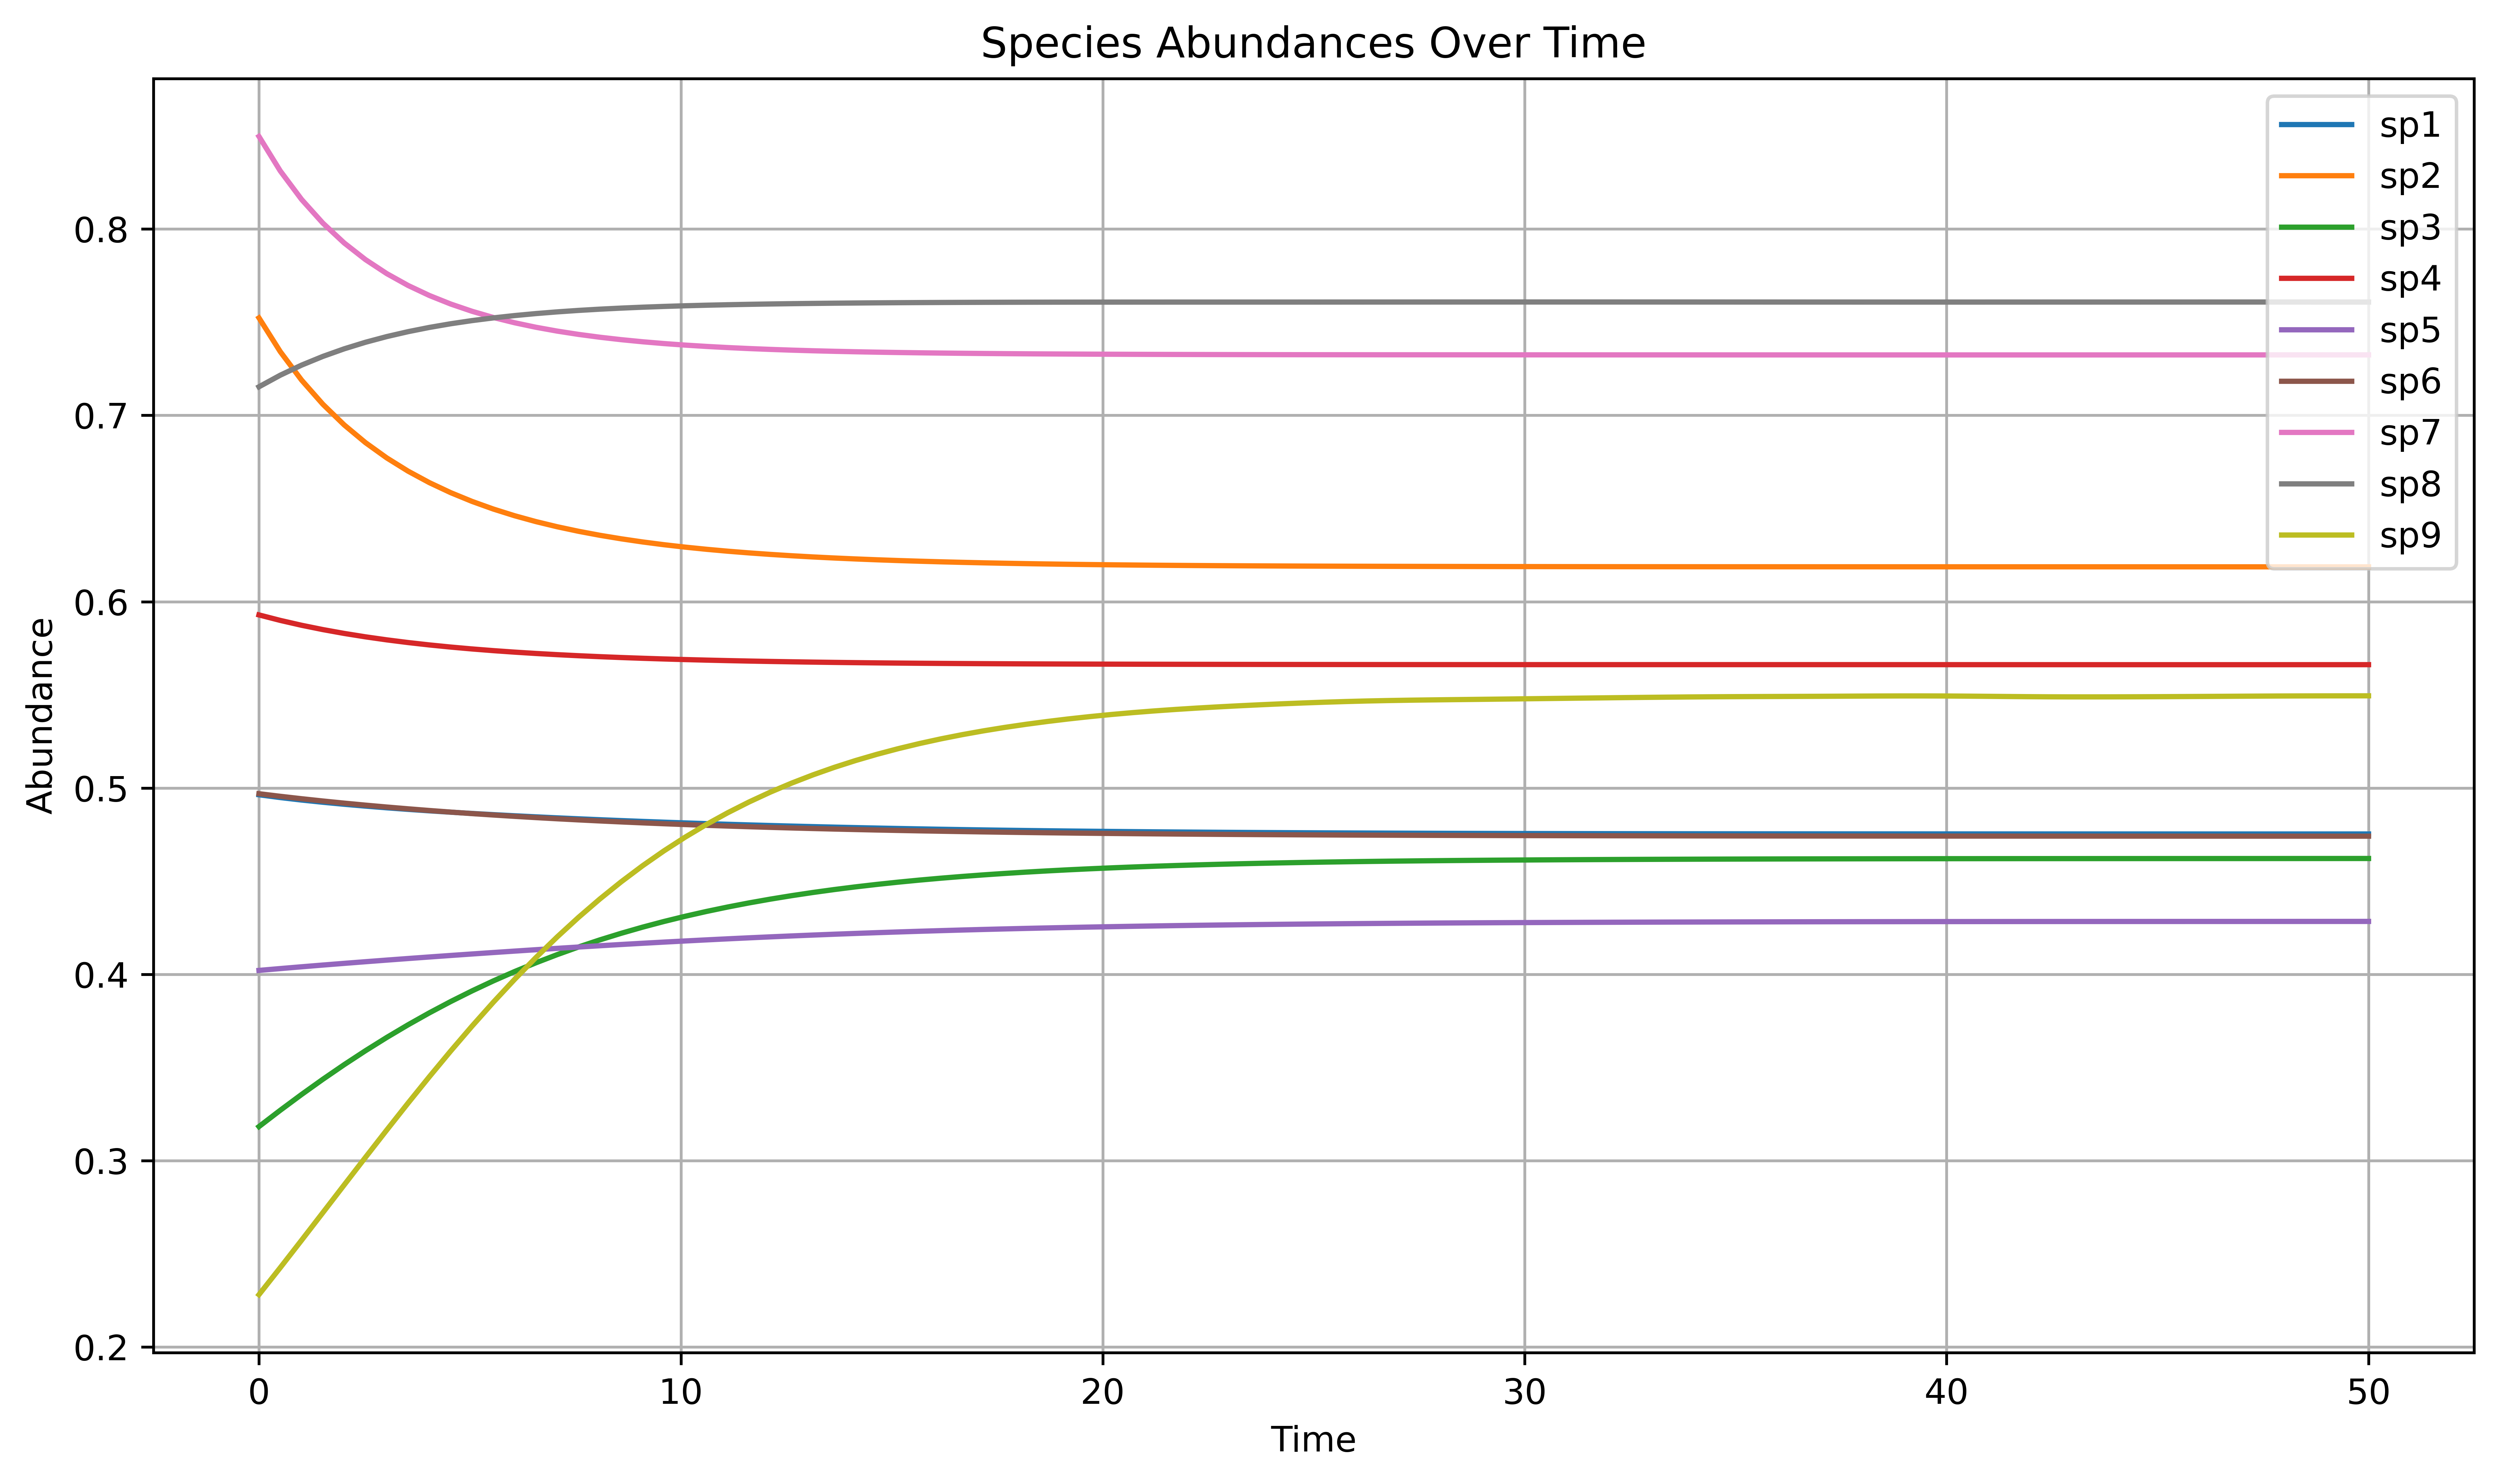 Species Abundances Over Time
Abundance
0.8
0.7
0.6
0.5
0.4
0.3
0.2
0
10
20
30
40
50
Time
sp1
sp2
sp3
sp4
sp5
sp6
sp7
sp8
sp9